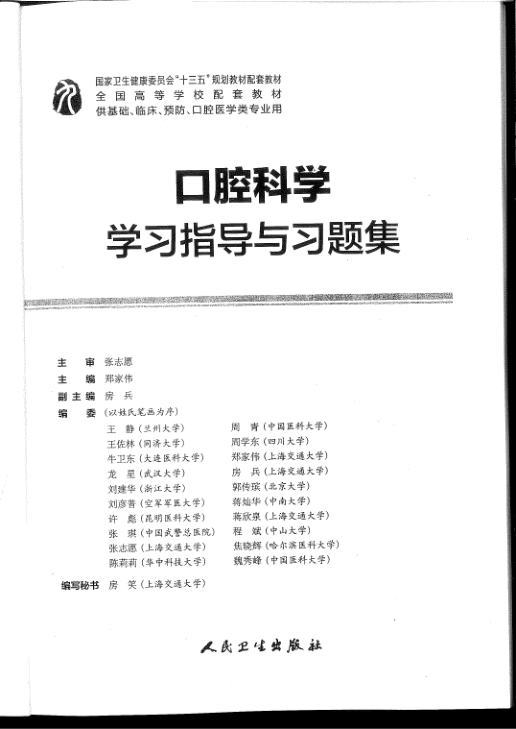 国家卫生健康委员会“十三五”规划教材配套教材
全国高等学校配套教材
供基础、临床、预防、口腔医学类专业用
口腔科学
学习指导与习题集
主 审 张志愿
主 编 郑家伟
副主编 房 兵
编 委 (以姓氏笔画为序)
王 静(兰州大学) 周 青(中国医科大学)
王佐林(同济大学) 周学东(四川大学)
牛卫东(大连医科大学) 郑家伟(上海交通大学)
龙 星(武汉大学) 房 兵(上海交通大学)
刘建华(浙江大学) 郭传瑸(北京大学)
刘彦普(空军军医大学) 蒋灿华(中南大学)
许 彪(昆明医科大学) 蒋欣泉(上海交通大学)
张 琪(中国武警总医院) 程 斌(中山大学)
张志愿(上海交通大学) 焦晓辉(哈尔滨医科大学)
陈莉莉(华中科技大学) 魏秀峰(中国医科大学)
编写秘书 房 笑(上海交通大学)
人民卫生出版社